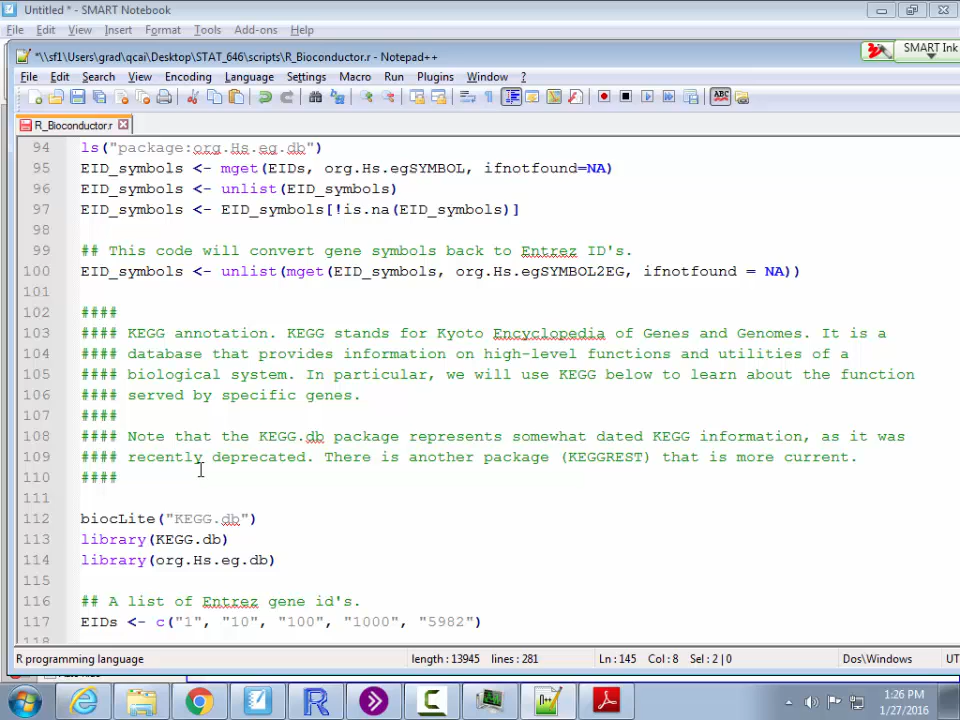 Untitled * - SMART Notebook
File Edit View Insert Format Tools Add-ons Help
*\\sf1\Users\grad\qcai\Desktop\STAT_646\scripts\R_Bioconductor.r - Notepad++
SMART Ink
File Edit Search View Encoding Language Settings Macro Run Plugins Window ?
R_Bioconductor.r
94 ls("package:org.Hs.eg.db")
95 EID_symbols <- mget(EIDs, org.Hs.egSYMBOL, ifnotfound=NA)
96 EID_symbols <- unlist(EID_symbols)
97 EID_symbols <- EID_symbols[!is.na(EID_symbols)]
98
99 ## This code will convert gene symbols back to Entrez ID's.
100 EID_symbols <- unlist(mget(EID_symbols, org.Hs.egSYMBOL2EG, ifnotfound = NA))
101
102 ####
103 #### KEGG annotation. KEGG stands for Kyoto Encyclopedia of Genes and Genomes. It is a
104 #### database that provides information on high-level functions and utilities of a
105 #### biological system. In particular, we will use KEGG below to learn about the function
106 #### served by specific genes.
107 ####
108 #### Note that the KEGG.db package represents somewhat dated KEGG information, as it was
109 #### recently deprecated. There is another package (KEGGREST) that is more current.
110 ####
111
112 biocLite("KEGG.db")
113 library(KEGG.db)
114 library(org.Hs.eg.db)
115
116 ## A list of Entrez gene id's.
117 EIDs <- c("1", "10", "100", "1000", "5982")
118
R programming language length : 13945 lines : 281 Ln : 145 Col : 8 Sel : 2 | 0 Dos\Windows UT
1:26 PM
1/27/2016